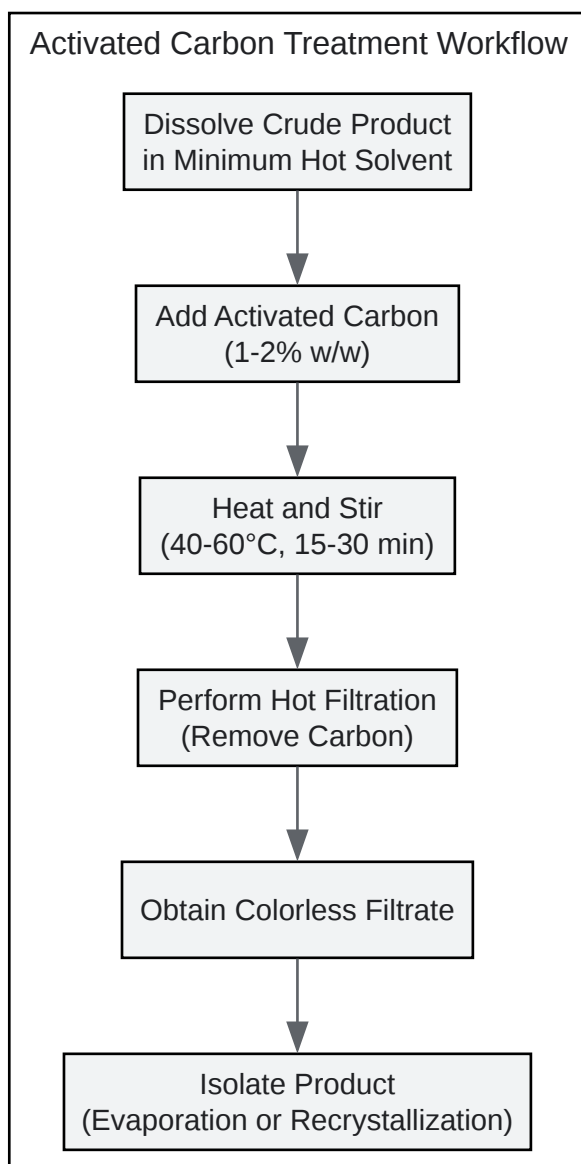 Activated Carbon Treatment Workflow
Dissolve Crude Product
in Minimum Hot Solvent
Add Activated Carbon
(1-2% w/w)
Heat and Stir
(40-60°C, 15-30 min)
Perform Hot Filtration
(Remove Carbon)
Obtain Colorless Filtrate
Isolate Product
(Evaporation or Recrystallization)